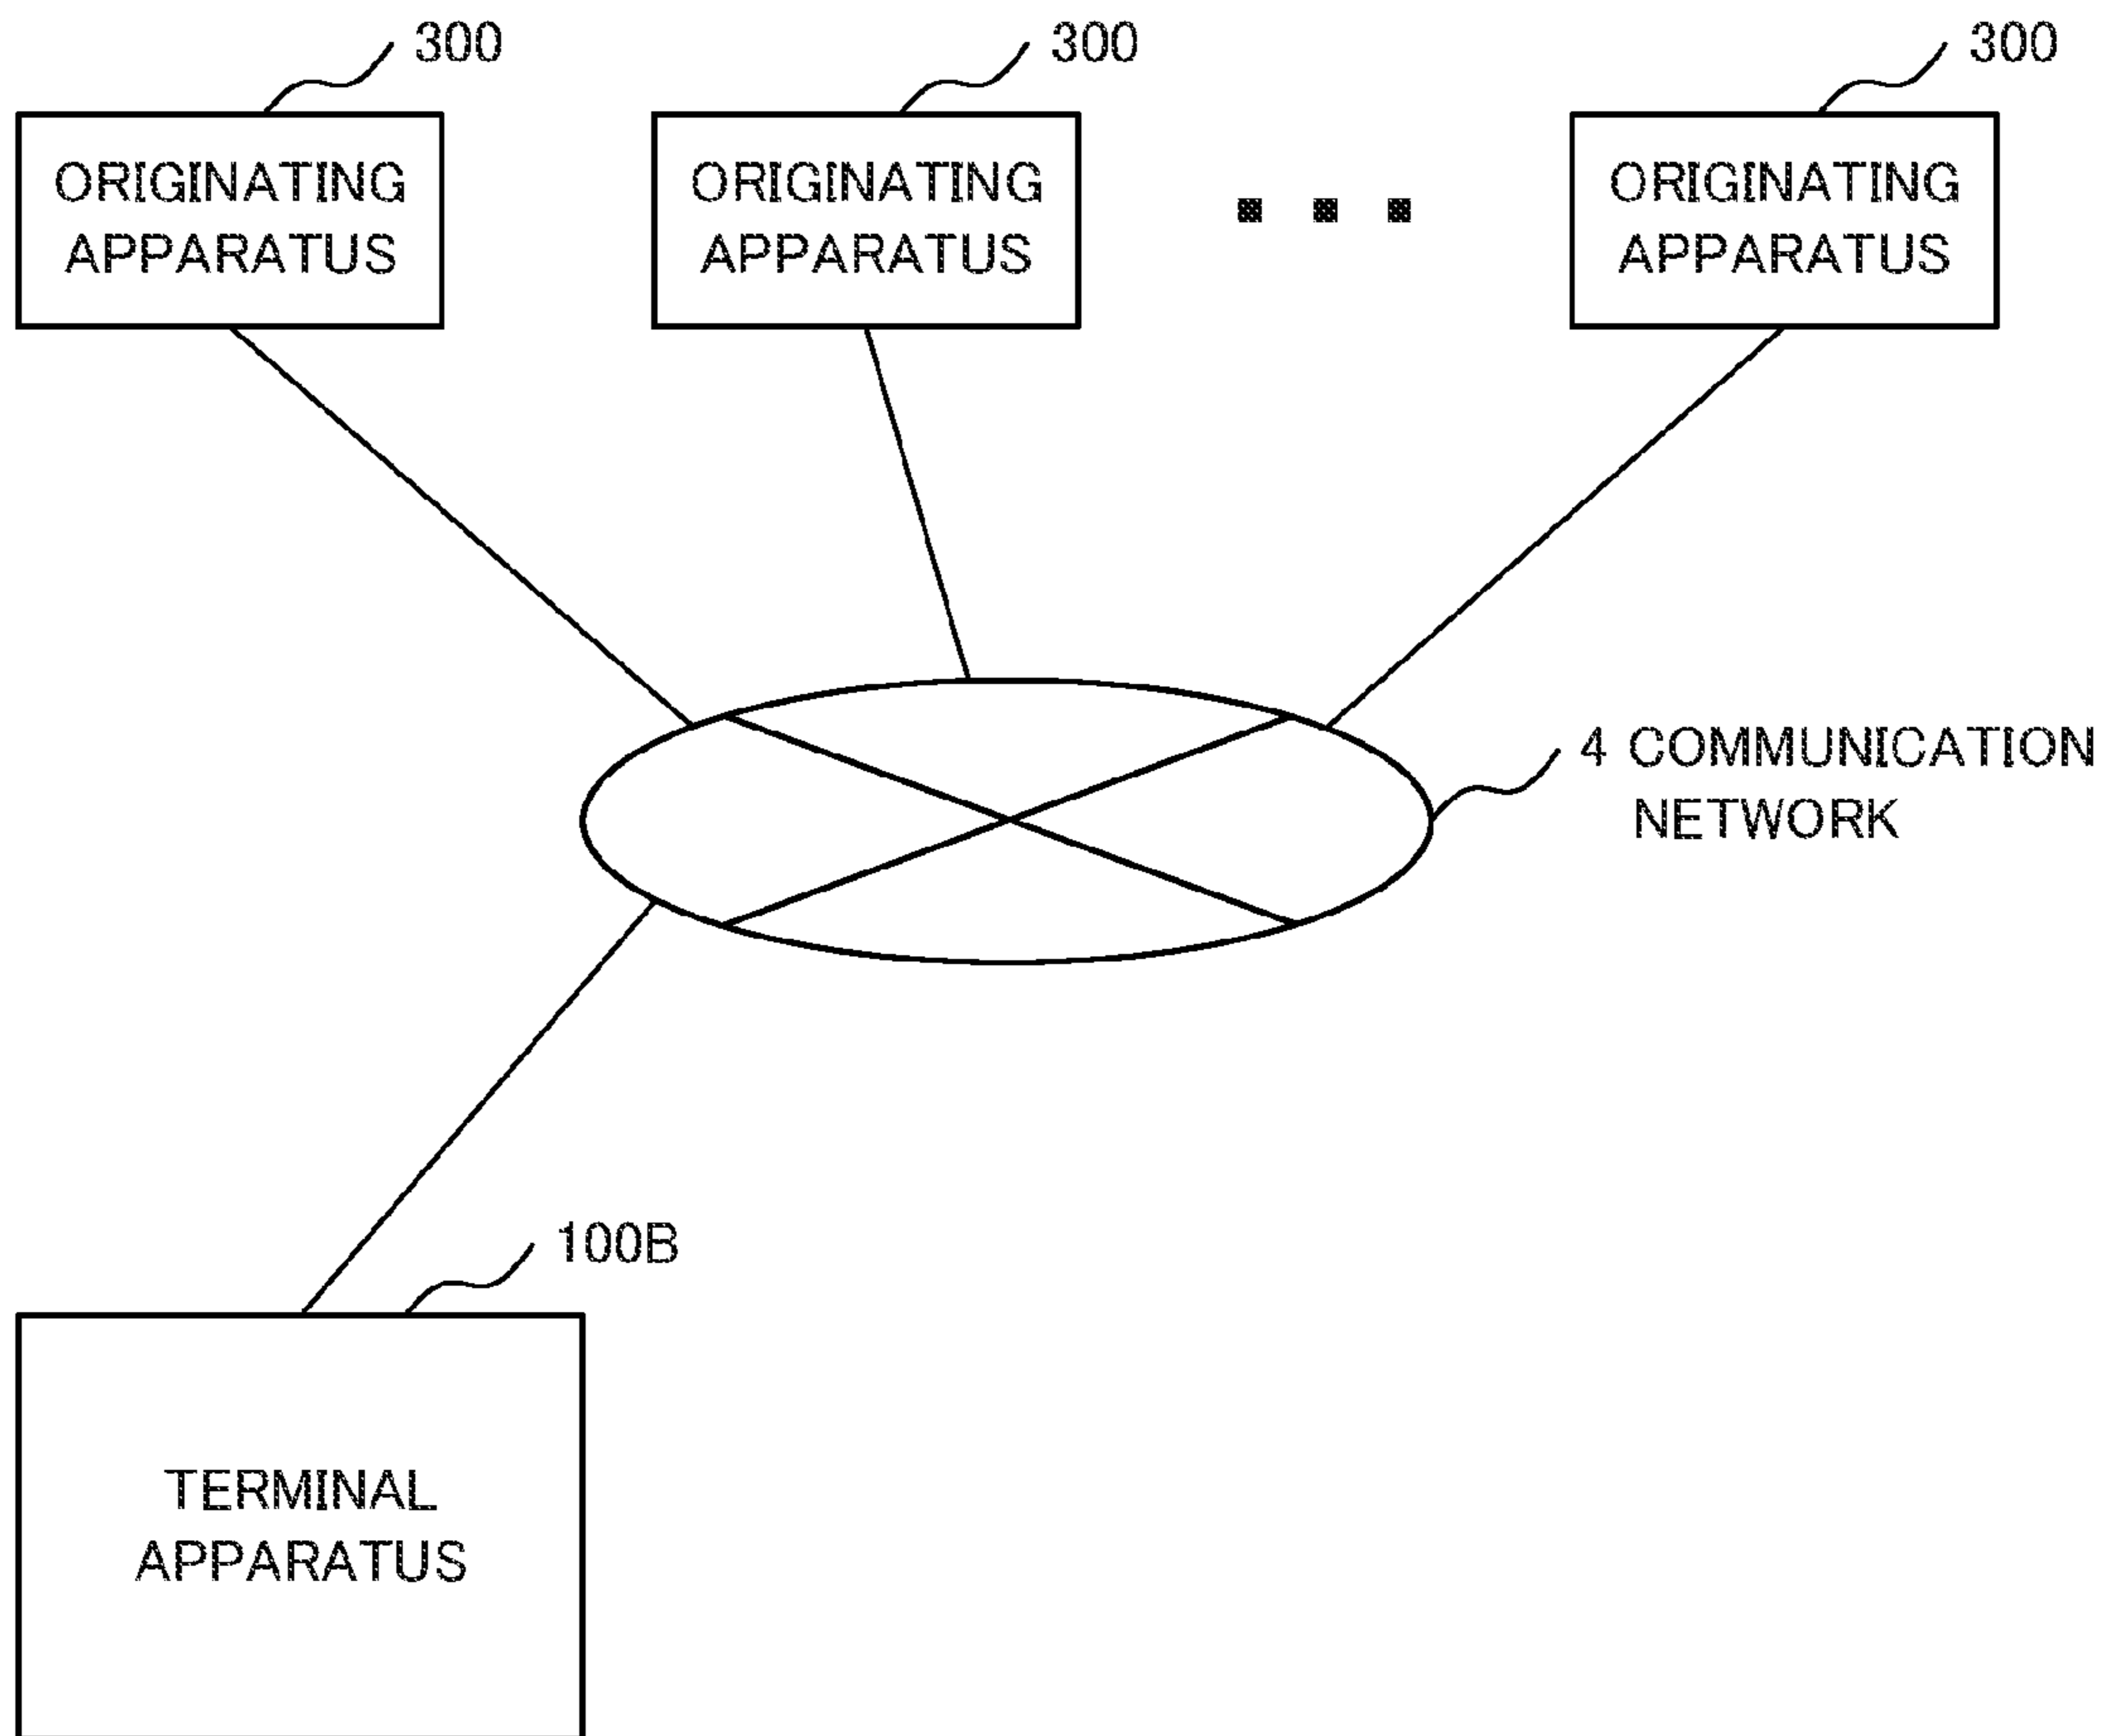 300
300
300
ORIGINATING
APPARATUS
ORIGINATING
APPARATUS
ORIGINATING
APPARATUS
4 COMMUNICATION
NETWORK
100B
TERMINAL
APPARATUS